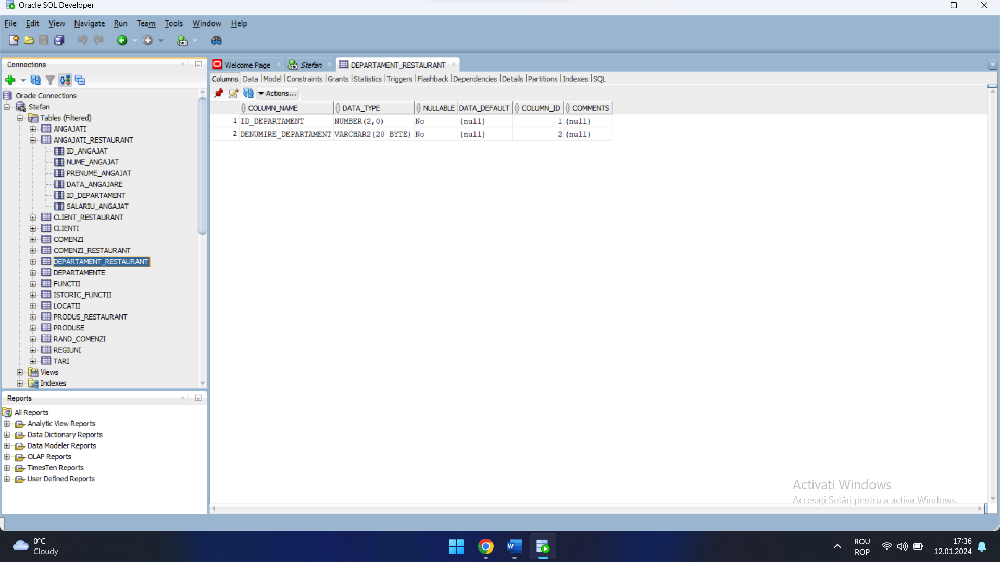 Oracle SQL Developer
File Edit View Navigate Run Team Tools Window Help
Connections
Oracle Connections
Stefan
Tables (Filtered)
ANGAJATI
ANGAJATI_RESTAURANT
ID_ANGAJAT
NUME_ANGAJAT
PRENUME_ANGAJAT
DATA_ANGAJARE
ID_DEPARTAMENT
SALARIU_ANGAJAT
CLIENT_RESTAURANT
CLIENTI
COMENZI
COMENZI_RESTAURANT
DEPARTAMENT_RESTAURANT
DEPARTAMENTE
FUNCTII
ISTORIC_FUNCTII
LOCATII
PRODUS_RESTAURANT
PRODUSE
RAND_COMENZI
REGIUNI
TARI
Views
Indexes
Reports
All Reports
Analytic View Reports
Data Dictionary Reports
Data Modeler Reports
OLAP Reports
TimesTen Reports
User Defined Reports
Welcome Page Stefan DEPARTAMENT_RESTAURANT
Columns Data Model Constraints Grants Statistics Triggers Flashback Dependencies Details Partitions Indexes SQL
Actions...
COLUMN_NAME DATA_TYPE NULLABLE DATA_DEFAULT COLUMN_ID COMMENTS
1 ID_DEPARTAMENT NUMBER(2,0) No (null) 1 (null)
2 DENUMIRE_DEPARTAMENT VARCHAR2(20 BYTE) No (null) 2 (null)
Activați Windows
Accesați Setări pentru a activa Windows.
0°C
Cloudy
ROU
ROP
17:36
12.01.2024